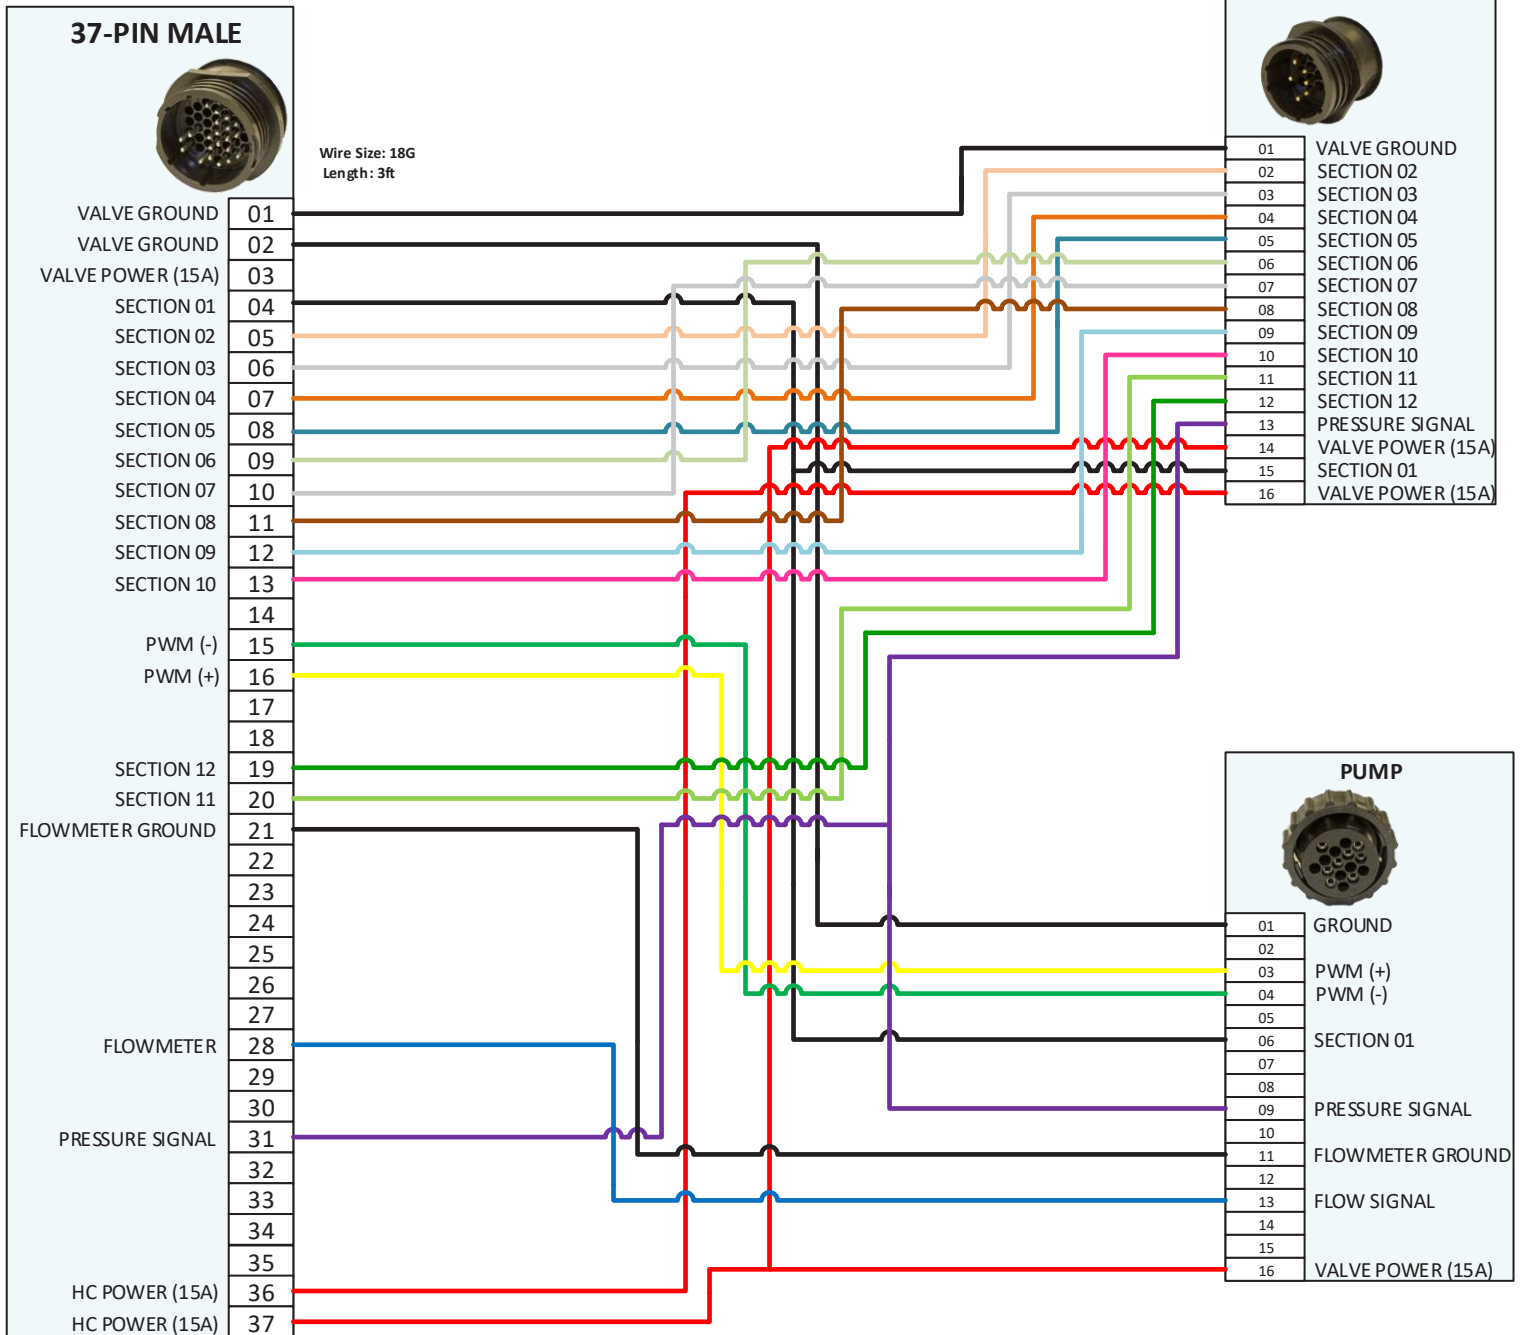 37-PIN MALE
Wire Size: 18G
Length: 3ft
VALVE GROUND 01
VALVE GROUND 02
VALVE POWER (15A) 03
SECTION 01 04
SECTION 02 05
SECTION 03 06
SECTION 04 07
SECTION 05 08
SECTION 06 09
SECTION 07 10
SECTION 08 11
SECTION 09 12
SECTION 10 13
14
PWM (-) 15
PWM (+) 16
17
18
SECTION 12 19
SECTION 11 20
FLOWMETER GROUND 21
22
23
24
25
26
27
FLOWMETER 28
29
30
PRESSURE SIGNAL 31
32
33
34
35
HC POWER (15A) 36
HC POWER (15A) 37
01 VALVE GROUND
02 SECTION 02
03 SECTION 03
04 SECTION 04
05 SECTION 05
06 SECTION 06
07 SECTION 07
08 SECTION 08
09 SECTION 09
10 SECTION 10
11 SECTION 11
12 SECTION 12
13 PRESSURE SIGNAL
14 VALVE POWER (15A)
15 SECTION 01
16 VALVE POWER (15A)
PUMP
01 GROUND
02
03 PWM (+)
04 PWM (-)
05
06 SECTION 01
07
08
09 PRESSURE SIGNAL
10
11 FLOWMETER GROUND
12
13 FLOW SIGNAL
14
15
16 VALVE POWER (15A)